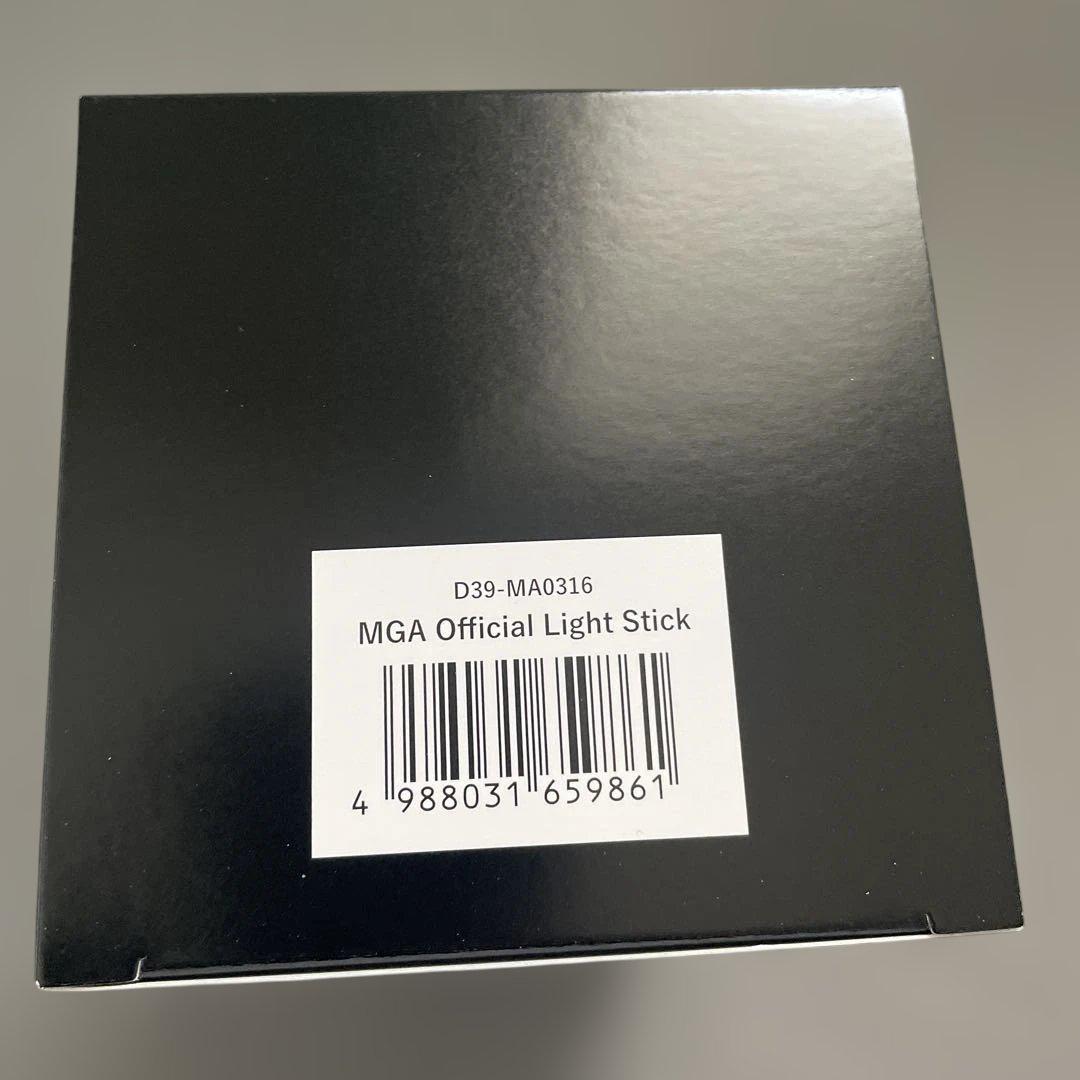 D39-MA0316
MGA Official Light Stick
4 988031 659861